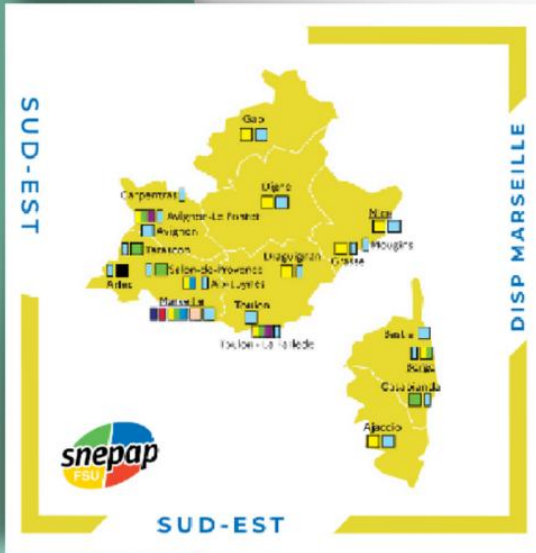 SUD-EST
DISP MARSEILLE
Gap
Digne
Carpentras
Avignon-Le Pontet
Avignon
Nice
Mougins
Grasse
Tarascon
Draguignan
Salon-de-Provence
Arles
Aix-Luynes
Marseille
Toulon
Toulon - La Farlède
Bastia
Borgo
Casabianda
Ajaccio
snepap
FSU
SUD-EST